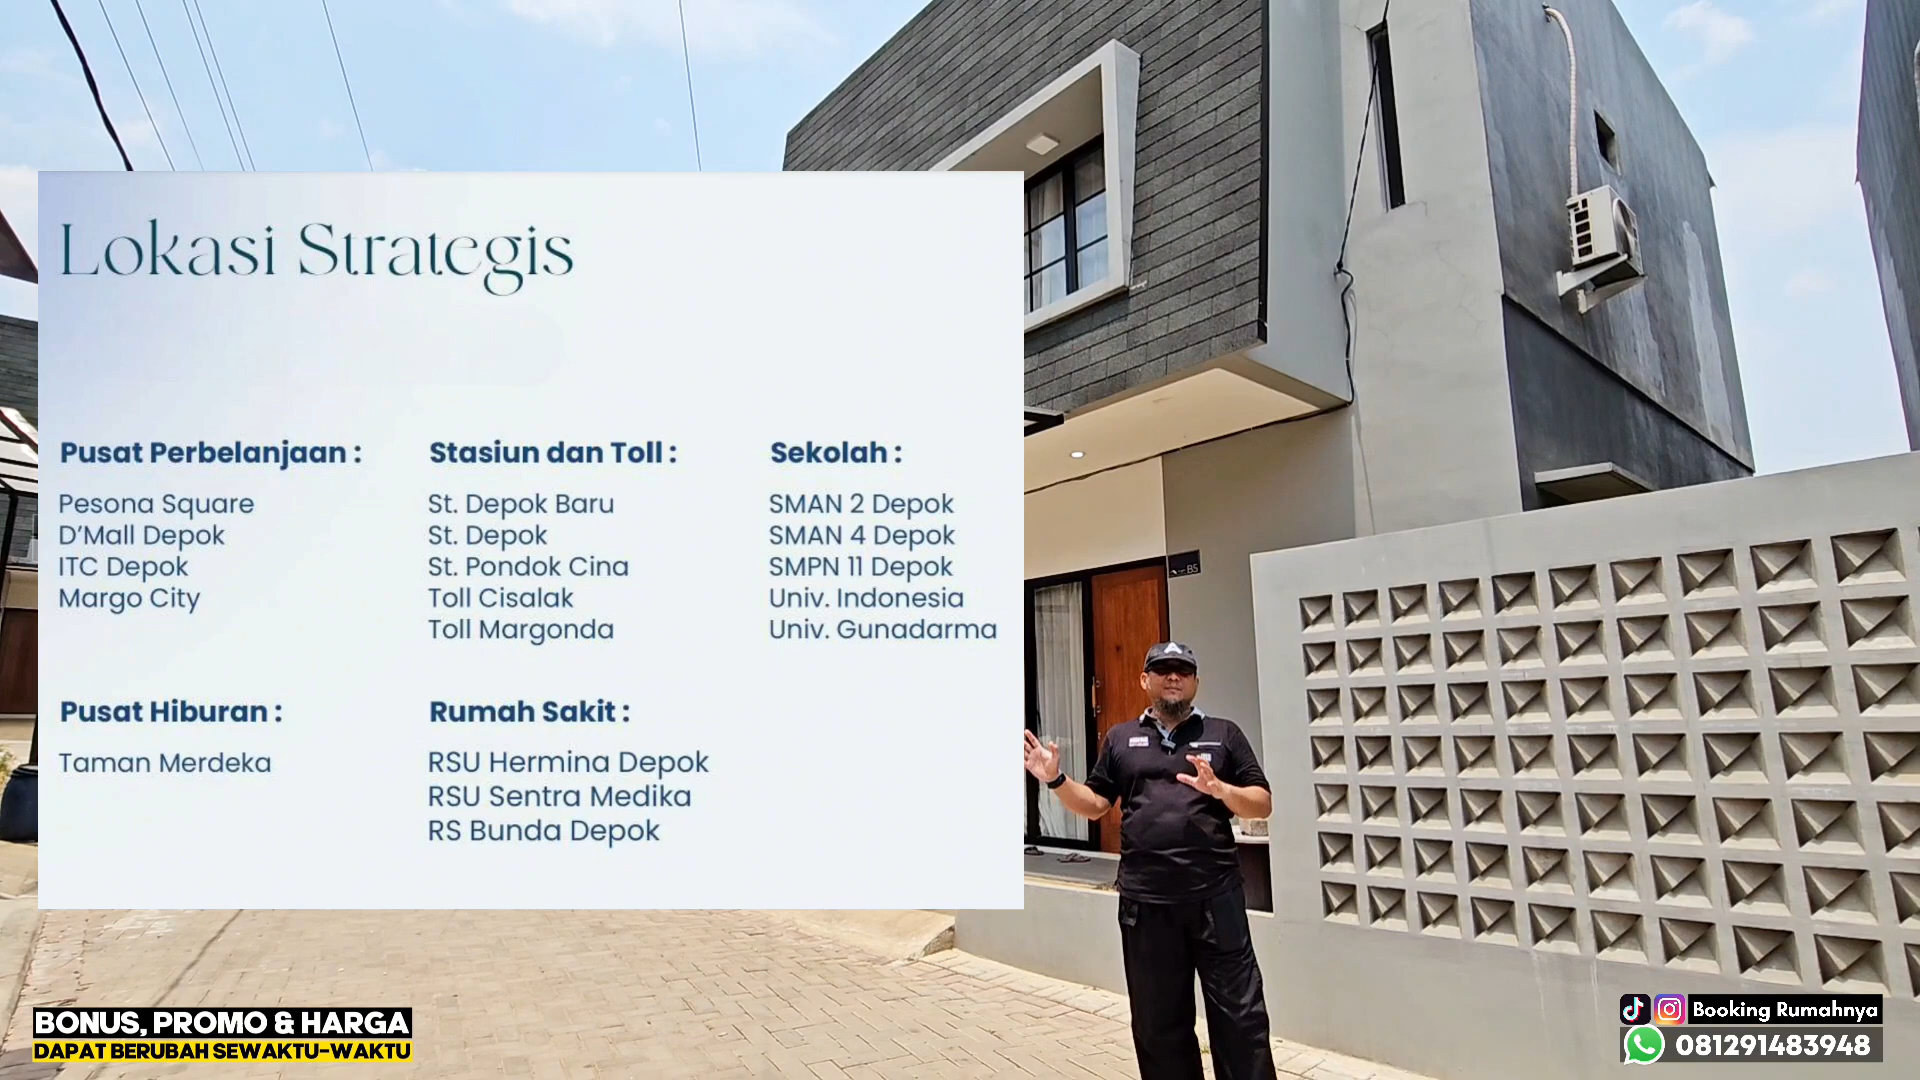 Lokasi Strategis
Pusat Perbelanjaan :
Pesona Square
D'Mall Depok
ITC Depok
Margo City
Stasiun dan Toll :
St. Depok Baru
St. Depok
St. Pondok Cina
Toll Cisalak
Toll Margonda
Sekolah :
SMAN 2 Depok
SMAN 4 Depok
SMPN 11 Depok
Univ. Indonesia
Univ. Gunadarma
Pusat Hiburan :
Taman Merdeka
Rumah Sakit :
RSU Hermina Depok
RSU Sentra Medika
RS Bunda Depok
B5
A
BONUS, PROMO & HARGA
DAPAT BERUBAH SEWAKTU-WAKTU
Booking Rumahnya
081291483948